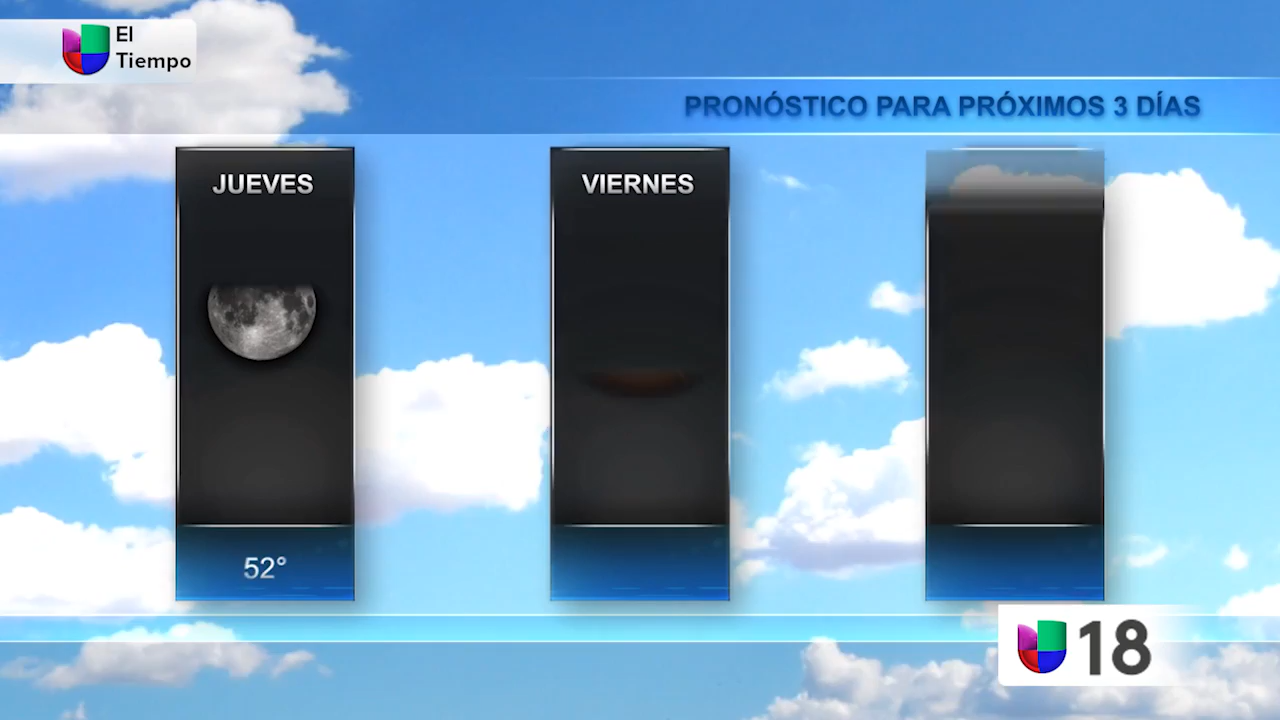 El
Tiempo
PRONÓSTICO PARA PRÓXIMOS 3 DÍAS
JUEVES
VIERNES
52°
18